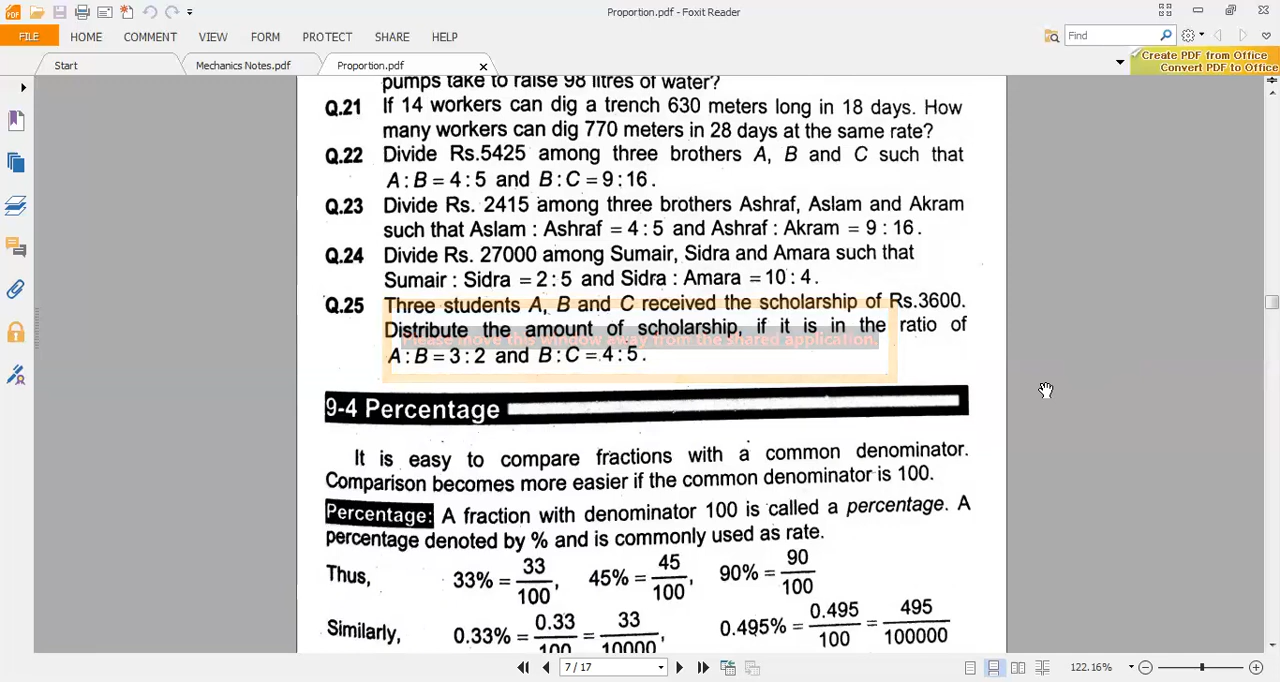 Proportion.pdf - Foxit Reader
FILE HOME COMMENT VIEW FORM PROTECT SHARE HELP
Find
Create PDF from Office
Convert PDF to Office
Start Mechanics Notes.pdf Proportion.pdf
pumps take to raise 98 litres of water?
Q.21 If 14 workers can dig a trench 630 meters long in 18 days. How
many workers can dig 770 meters in 28 days at the same rate?
Q.22 Divide Rs.5425 among three brothers A, B and C such that
A : B = 4 : 5 and B : C = 9 : 16.
Q.23 Divide Rs. 2415 among three brothers Ashraf, Aslam and Akram
such that Aslam : Ashraf = 4 : 5 and Ashraf : Akram = 9 : 16.
Q.24 Divide Rs. 27000 among Sumair, Sidra and Amara such that
Sumair : Sidra = 2 : 5 and Sidra : Amara = 10 : 4.
Q.25 Three students A, B and C received the scholarship of Rs.3600.
Distribute the amount of scholarship, if it is in the ratio of
Please move this window away from the shared application.
A : B = 3 : 2 and B : C = 4 : 5.
9-4 Percentage
It is easy to compare fractions with a common denominator.
Comparison becomes more easier if the common denominator is 100.
Percentage: A fraction with denominator 100 is called a percentage. A
percentage denoted by % and is commonly used as rate.
Thus, 33% = 33/100, 45% = 45/100, 90% = 90/100
Similarly, 0.33% = 0.33/100 = 33/10000, 0.495% = 0.495/100 = 495/100000
7 / 17
122.16%